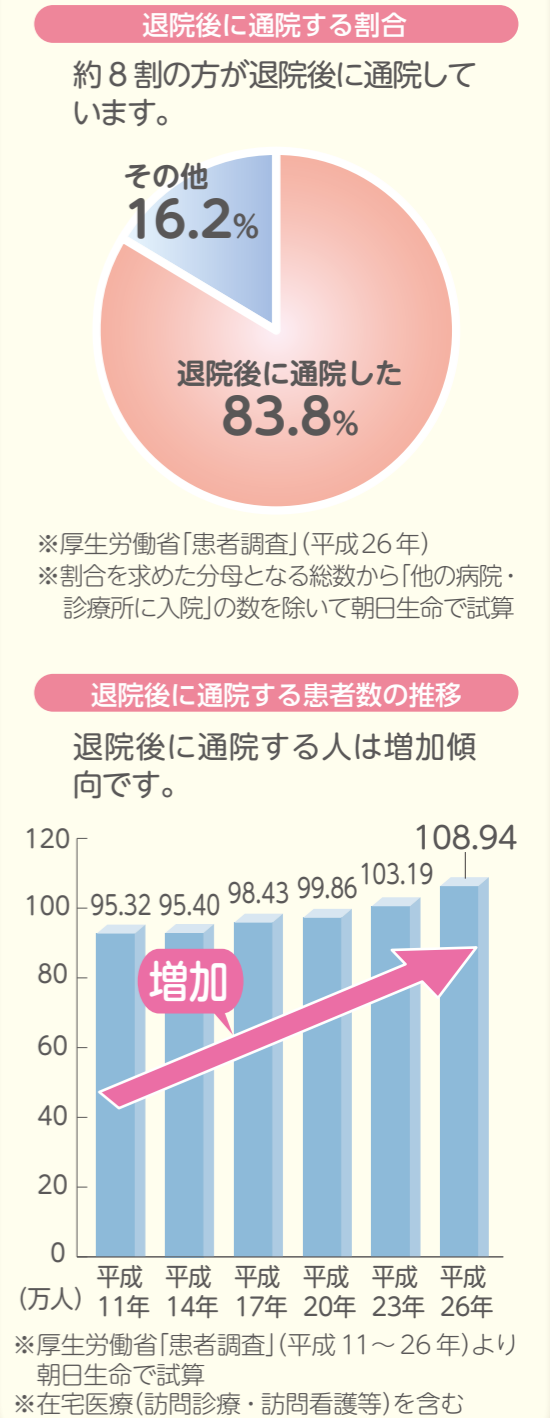 退院後に通院する割合
約8割の方が退院後に通院して
います。
その他
16.2%
退院後に通院した
83.8%
※厚生労働省「患者調査」(平成26年)
※割合を求めた分母となる総数から「他の病院・
診療所に入院」の数を除いて朝日生命で試算
退院後に通院する患者数の推移
退院後に通院する人は増加傾
向です。
120
100
80
60
40
20
0
(万人)
95.32
95.40
98.43
99.86
103.19
108.94
増加
平成
11年
平成
14年
平成
17年
平成
20年
平成
23年
平成
26年
※厚生労働省「患者調査」(平成11~26年)より
朝日生命で試算
※在宅医療(訪問診療・訪問看護等)を含む